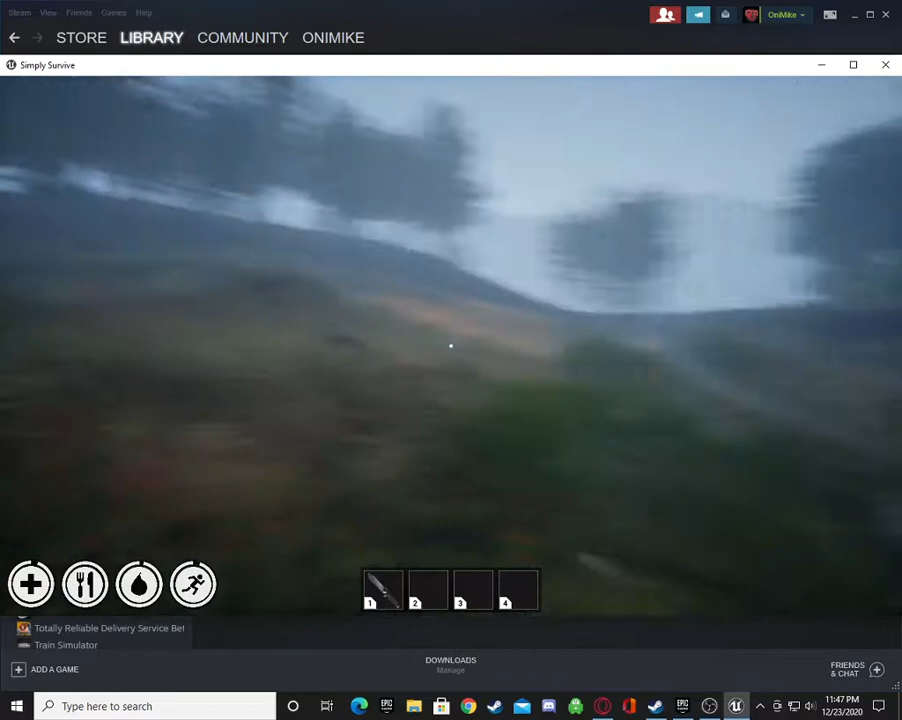 Steam View Friends Games Help
OniMike
STORE LIBRARY COMMUNITY ONIMIKE
Simply Survive
1 2 3 4
Totally Reliable Delivery Service Bet
Train Simulator
ADD A GAME
DOWNLOADS
Manage
FRIENDS
& CHAT
Type here to search
11:47 PM
12/23/2020